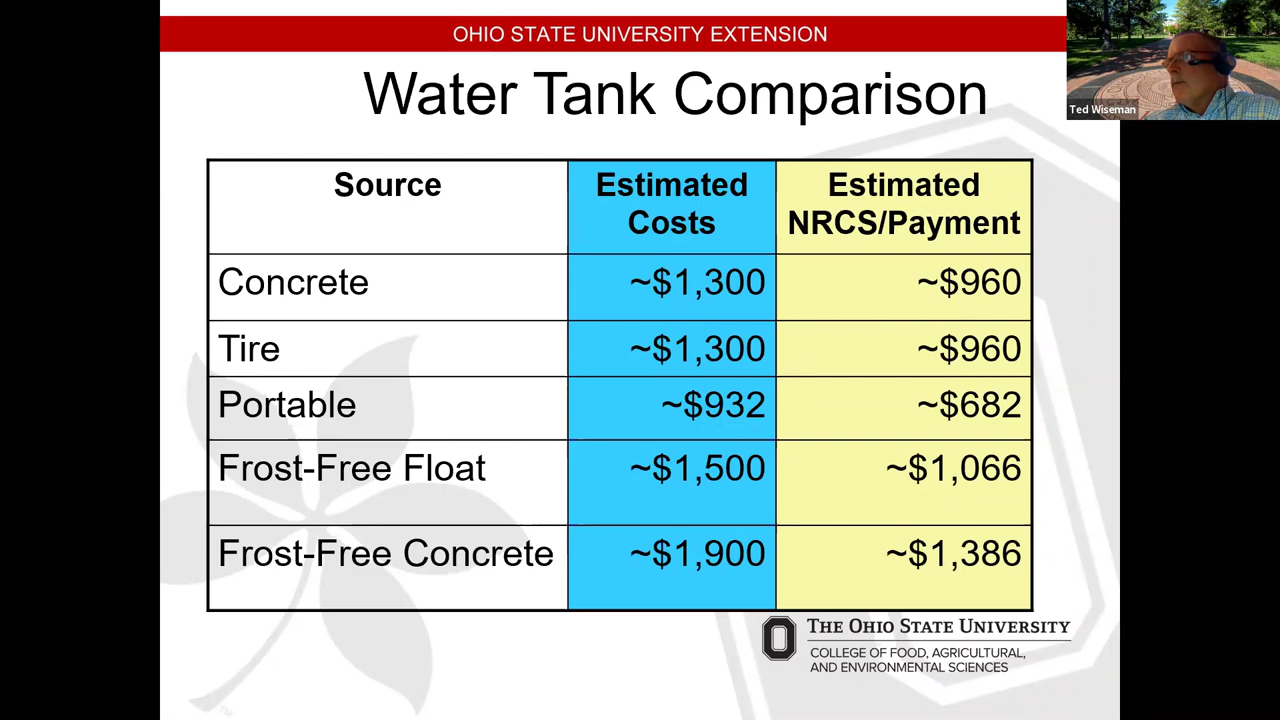 OHIO STATE UNIVERSITY EXTENSION
Water Tank Comparison
Ted Wiseman
Source Estimated Costs Estimated NRCS/Payment
Concrete ~$1,300 ~$960
Tire ~$1,300 ~$960
Portable ~$932 ~$682
Frost-Free Float ~$1,500 ~$1,066
Frost-Free Concrete ~$1,900 ~$1,386
THE OHIO STATE UNIVERSITY
COLLEGE OF FOOD, AGRICULTURAL,
AND ENVIRONMENTAL SCIENCES
TM